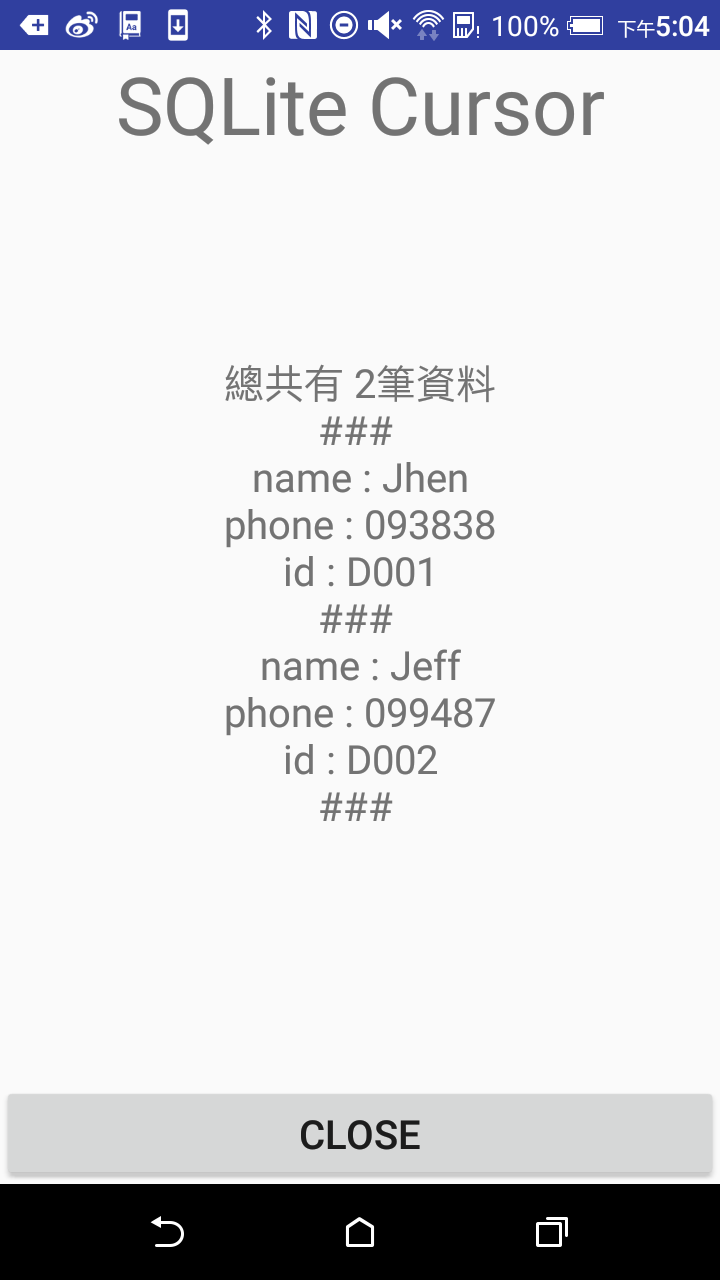 100% 下午5:04
SQLite Cursor
總共有 2筆資料
###
name : Jhen
phone : 093838
id : D001
###
name : Jeff
phone : 099487
id : D002
###
CLOSE